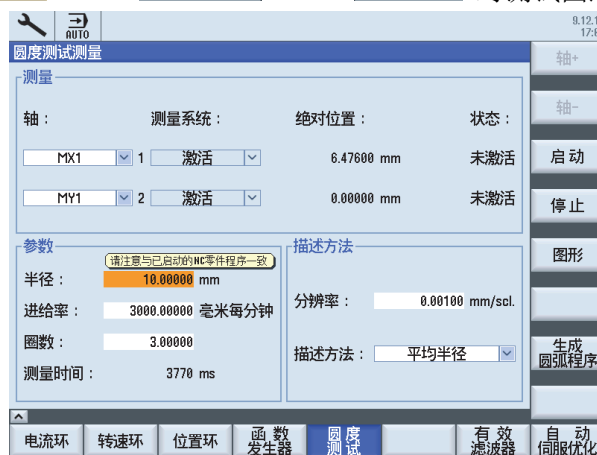 AUTO
9.12.1
圆度测试测量
轴+
测量
轴-
轴： 测量系统： 绝对位置： 状态：
MX1 1 激活 6.47600 mm 未激活
启动
MY1 2 激活 0.00000 mm 未激活
停止
参数
描述方法
图形
请注意与已启动的NC零件程序一致
半径： 10.00000 mm
分辨率： 0.00100 mm/scl.
进给率： 3000.00000 毫米每分钟
圈数： 3.00000
生成
圆弧程序
描述方法： 平均半径
测量时间： 3770 ms
电流环 转速环 位置环 函数发生器 圆度测试 有效滤波器 自动伺服优化